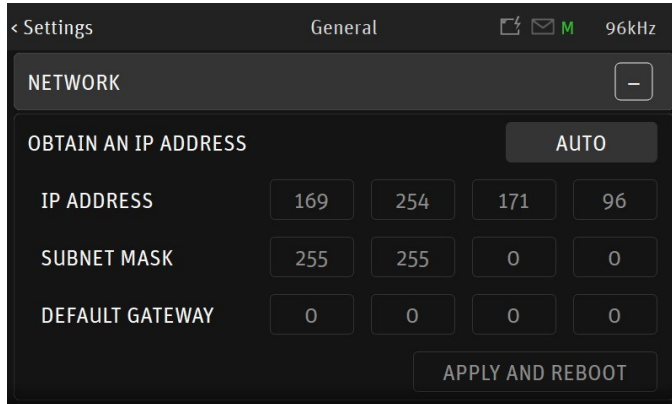 < Settings General M 96kHz
NETWORK –
OBTAIN AN IP ADDRESS AUTO
IP ADDRESS 169 254 171 96
SUBNET MASK 255 255 0 0
DEFAULT GATEWAY 0 0 0 0
APPLY AND REBOOT